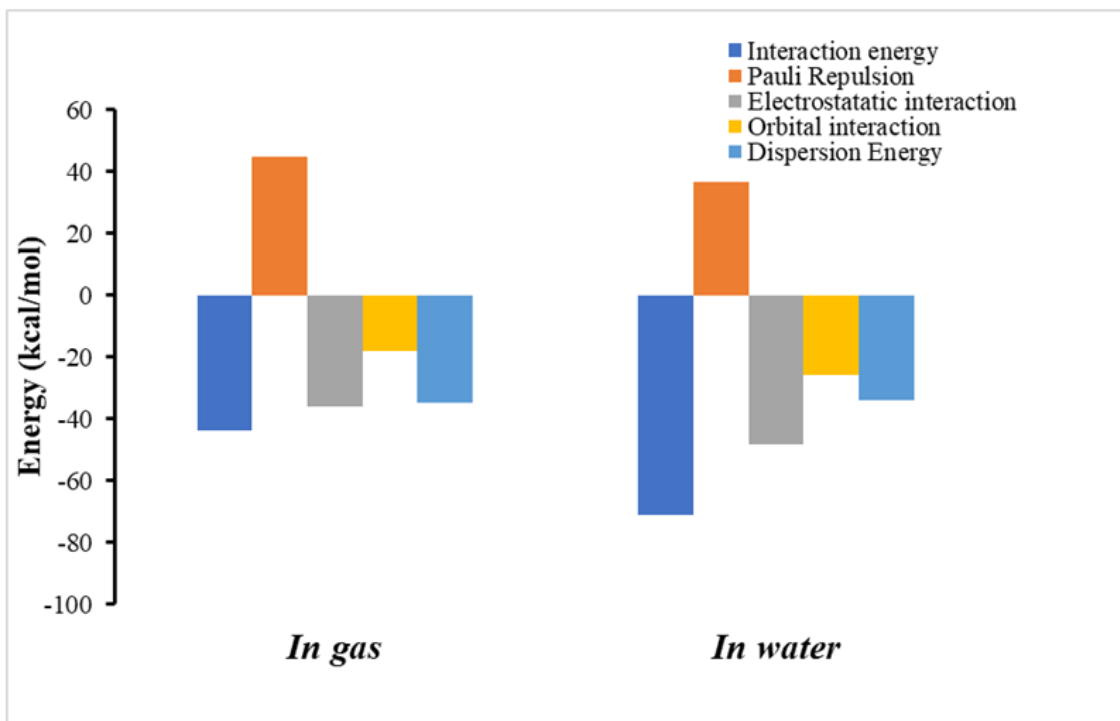 Interaction energy
Pauli Repulsion
Electrostatatic interaction
Orbital interaction
Dispersion Energy
Energy (kcal/mol)
60
40
20
0
-20
-40
-60
-80
-100
In gas
In water